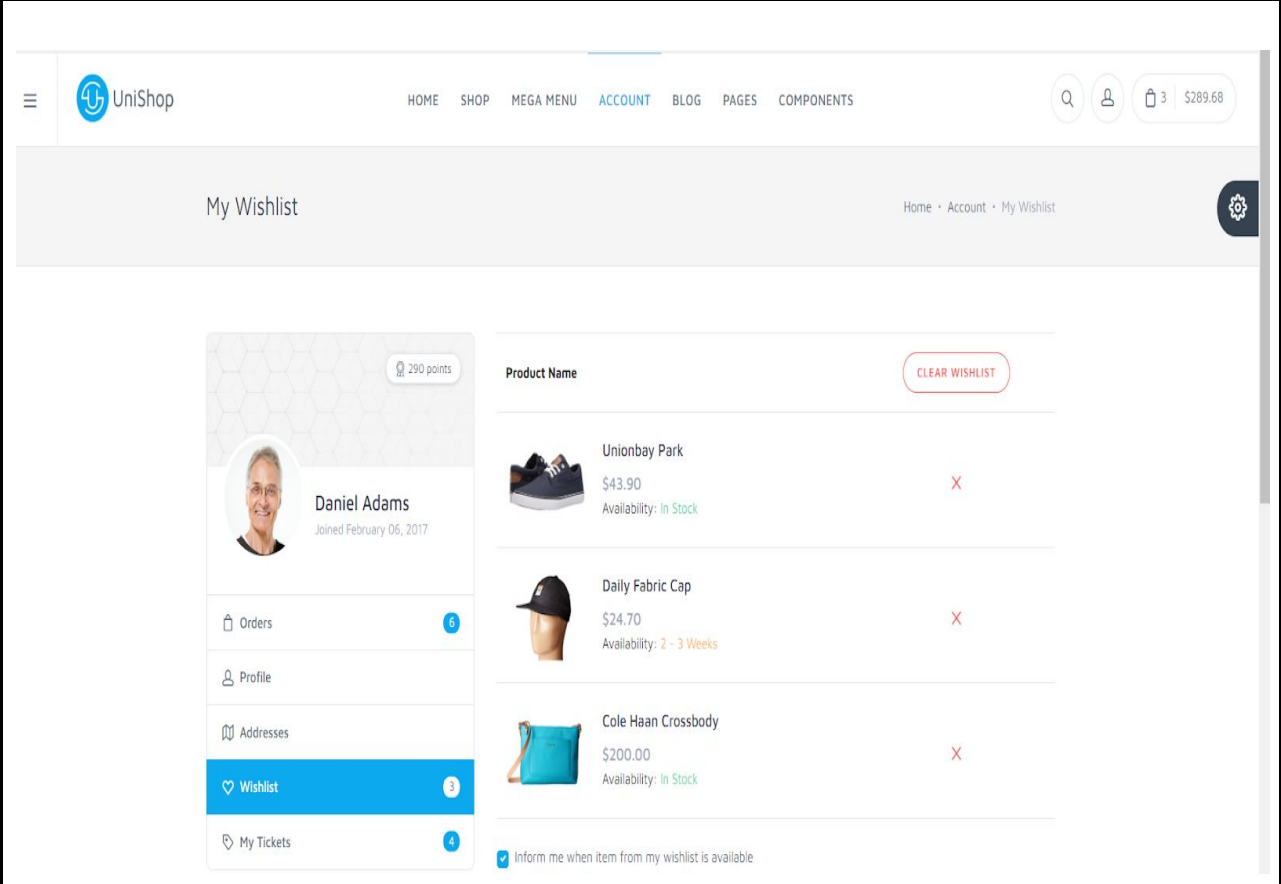 UniShop
HOME SHOP MEGA MENU ACCOUNT BLOG PAGES COMPONENTS
3 $289.68
My Wishlist
Home • Account • My Wishlist
290 points
Daniel Adams
Joined February 06, 2017
Orders 6
Profile
Addresses
Wishlist 3
My Tickets 4
Product Name
CLEAR WISHLIST
Unionbay Park
$43.90
Availability: In Stock
Daily Fabric Cap
$24.70
Availability: 2 - 3 Weeks
Cole Haan Crossbody
$200.00
Availability: In Stock
Inform me when item from my wishlist is available